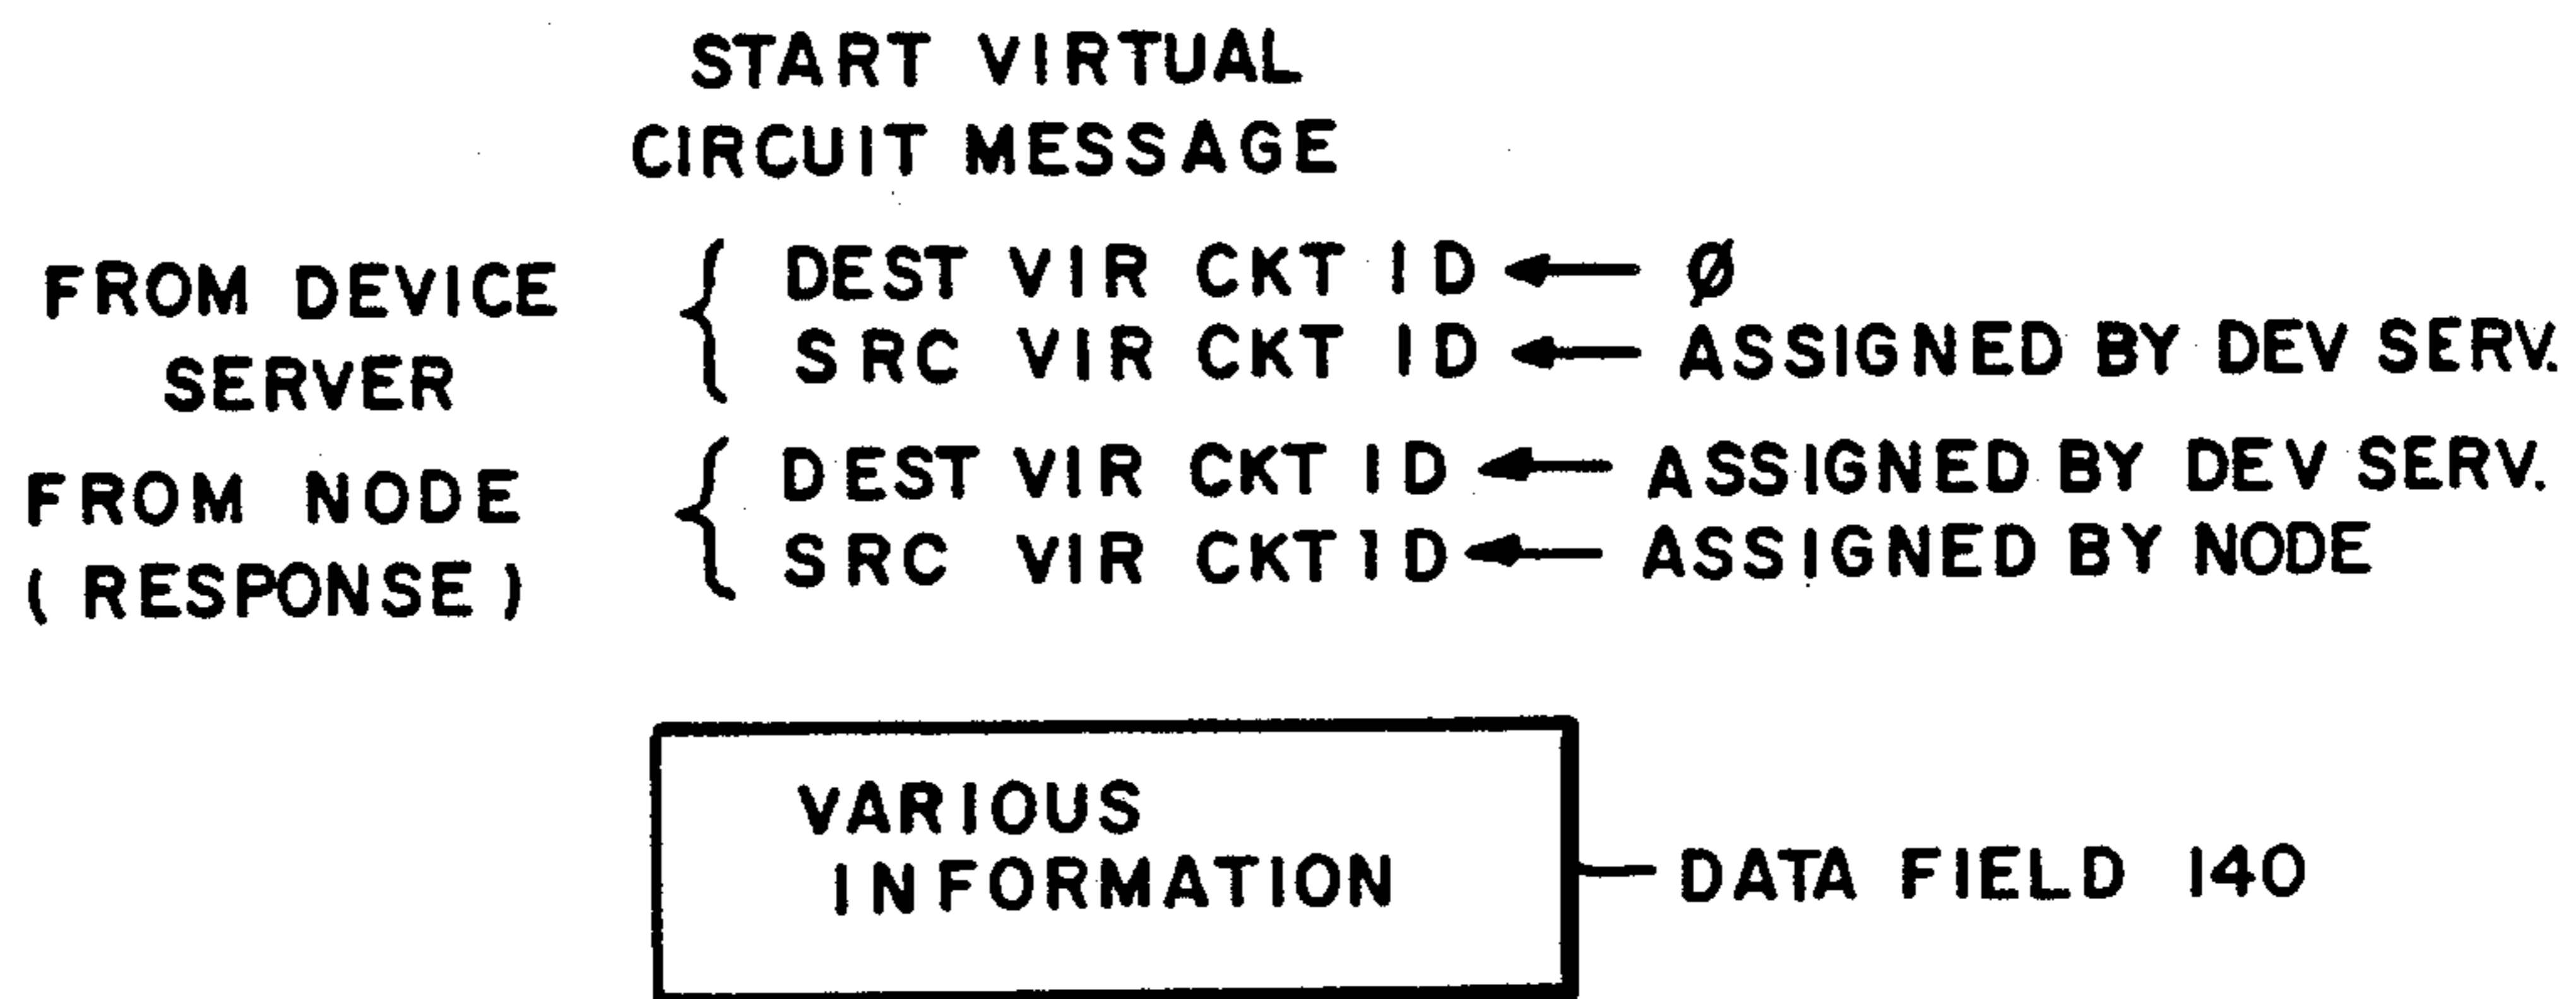 START VIRTUAL
CIRCUIT MESSAGE
FROM DEVICE
SERVER
{ DEST VIR CKT ID ← Ø
SRC VIR CKT ID ← ASSIGNED BY DEV SERV.
FROM NODE
(RESPONSE)
{ DEST VIR CKT ID ← ASSIGNED BY DEV SERV.
SRC VIR CKT ID ← ASSIGNED BY NODE
VARIOUS
INFORMATION
DATA FIELD 140